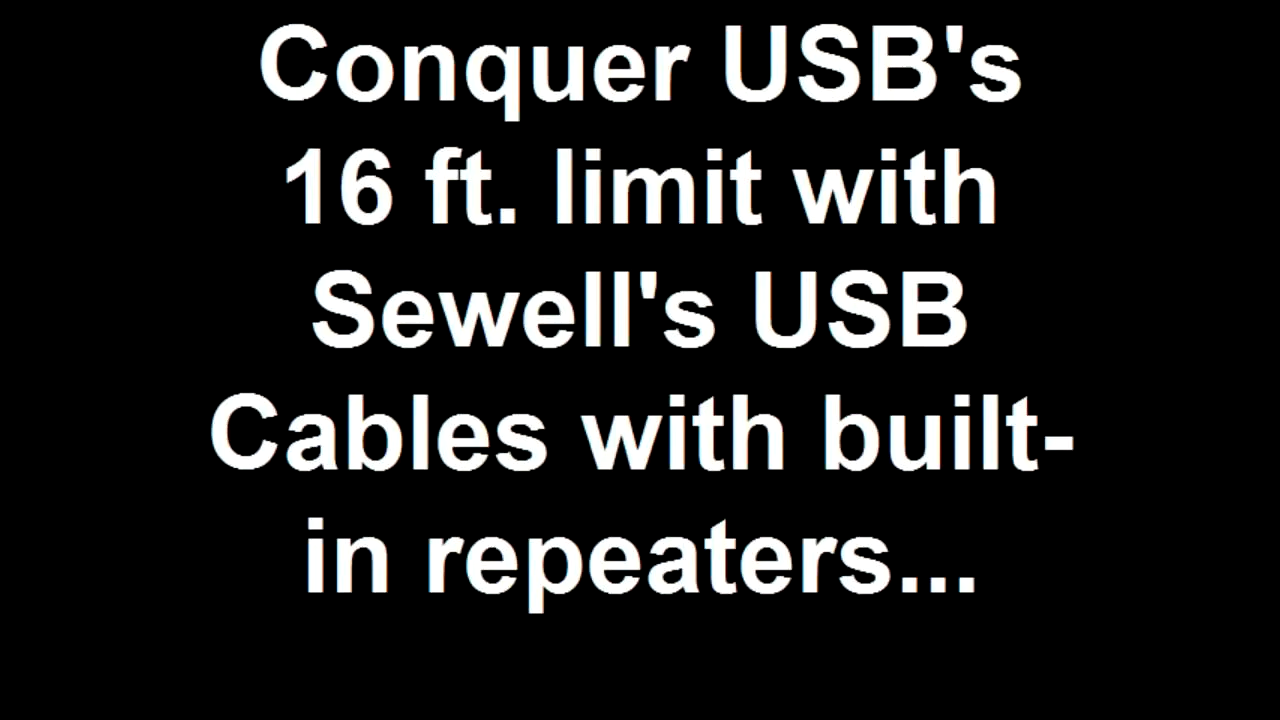 Conquer USB's
16 ft. limit with
Sewell's USB
Cables with built-
in repeaters...